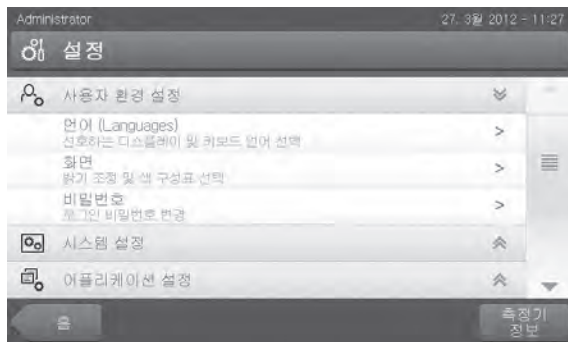 Administrator
27. 3월 2012 - 11:27
설정
사용자 환경 설정
언어 (Languages)
선호하는 디스플레이 및 키보드 언어 선택
>
화면
밝기 조정 및 색 구성표 선택
>
비밀번호
로그인 비밀번호 변경
>
시스템 설정
어플리케이션 설정
홈
측정기
정보